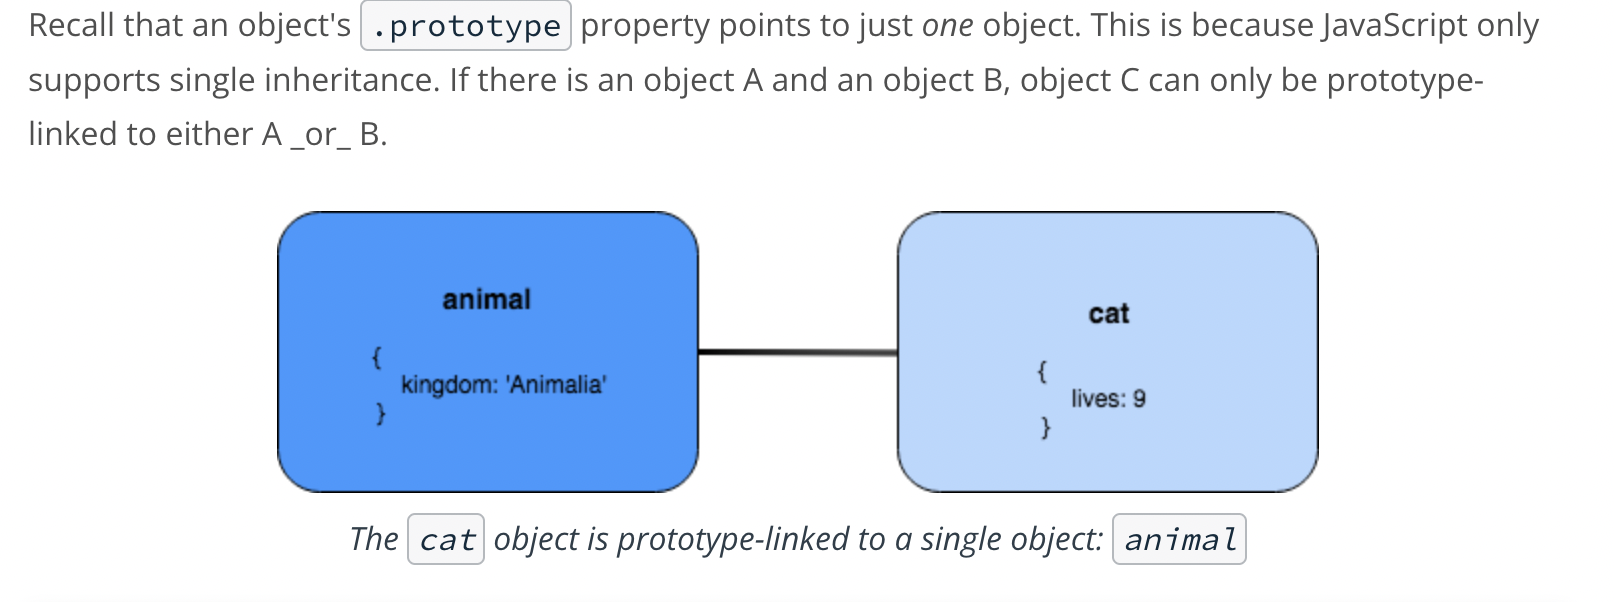 Recall that an object's .prototype property points to just one object. This is because JavaScript only
supports single inheritance. If there is an object A and an object B, object C can only be prototype-
linked to either A _or_ B.
animal
{
kingdom: 'Animalia'
}
cat
{
lives: 9
}
The cat object is prototype-linked to a single object: animal